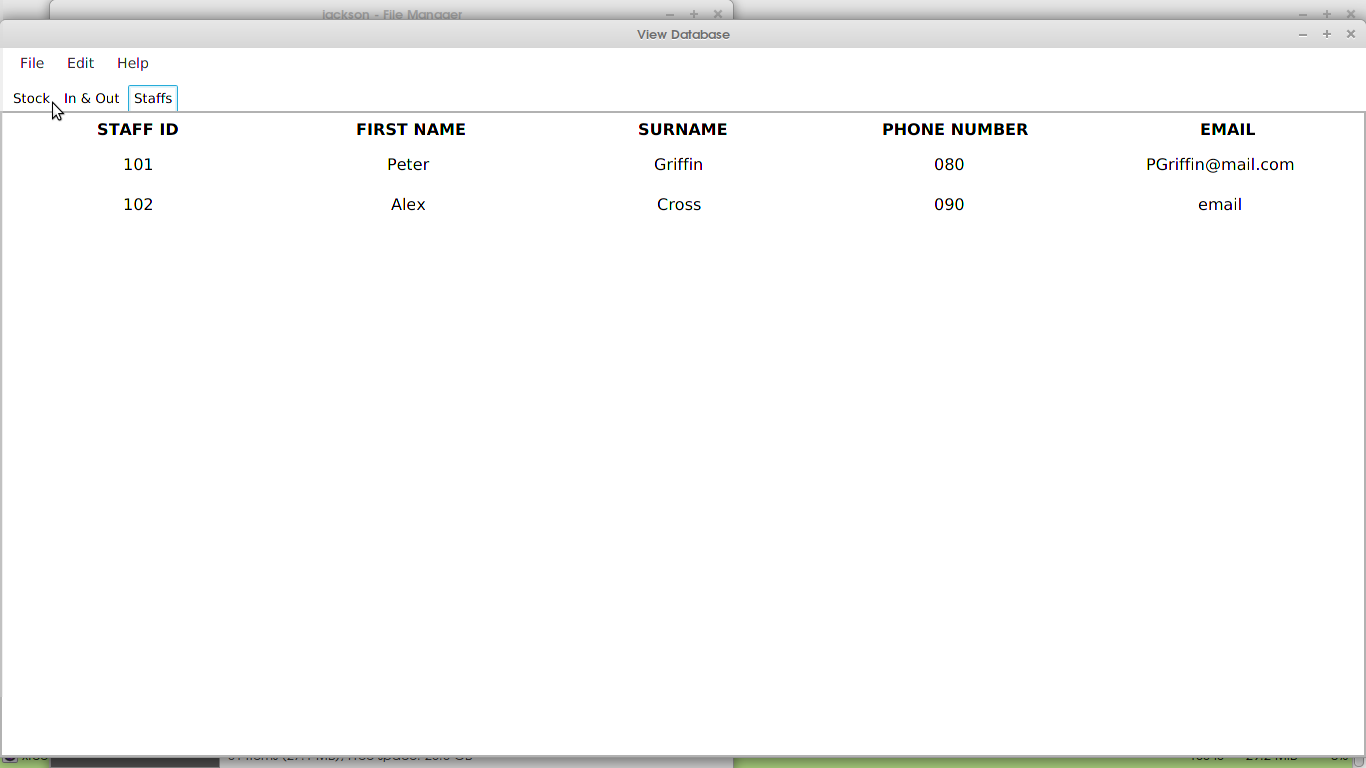 jackson - File Manager
View Database
File Edit Help
Stock In & Out Staffs
STAFF ID FIRST NAME SURNAME PHONE NUMBER EMAIL
101 Peter Griffin 080 PGriffin@mail.com
102 Alex Cross 090 email